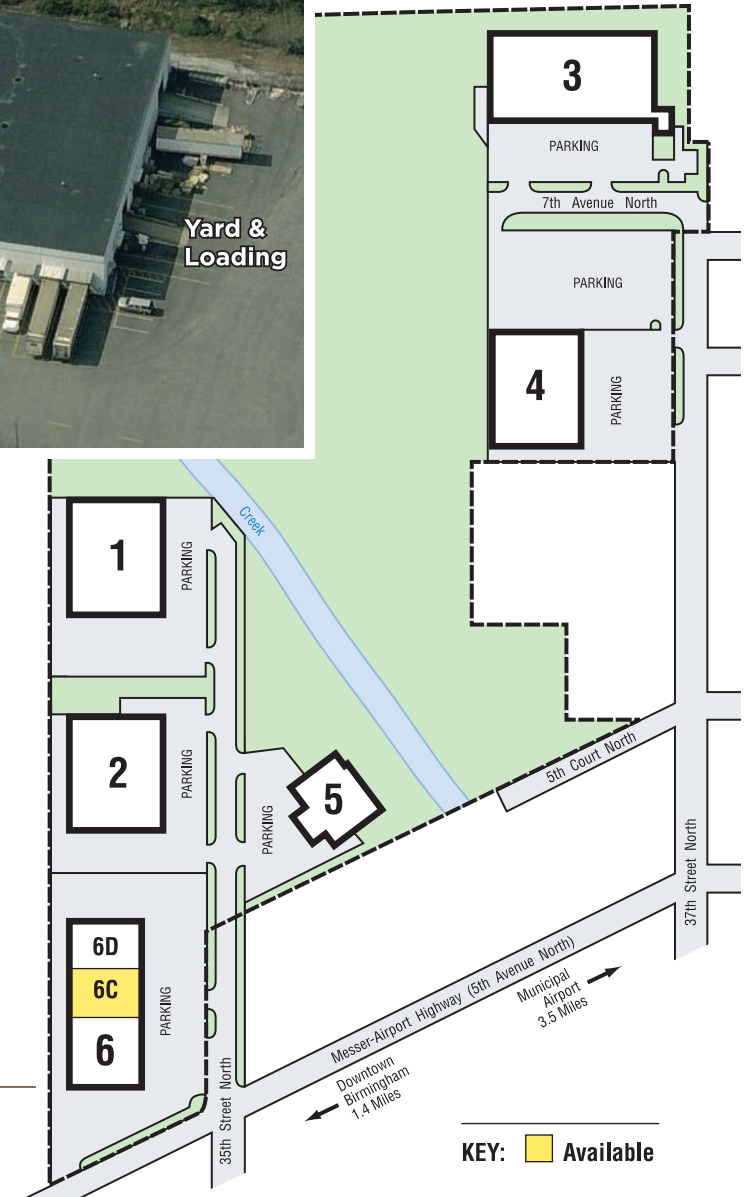 Yard &
Loading
3
PARKING
7th Avenue North
PARKING
4
PARKING
Creek
1
PARKING
2
PARKING
5
PARKING
5th Court North
37th Street North
6D
6C
6
PARKING
Messer-Airport Highway (5th Avenue North)
Municipal
Airport
3.5 Miles
Downtown
Birmingham
1.4 Miles
35th Street North
KEY: Available